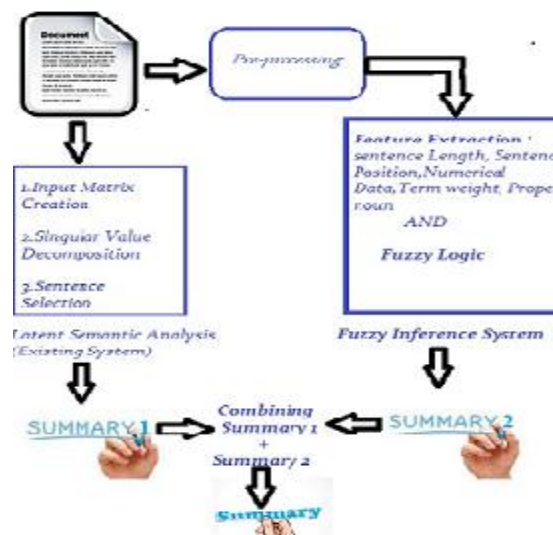 Document
Pre-processing
Feature Extraction :
sentence Length, Sentenc
Position,Numerical
Data,Term weight, Prope
noun
AND
Fuzzy Logic
1.Input Matrix
Creation
2.Singular Value
Decomposition
3.Sentence
Selection
Latent Semantic Analysis
(Existing System)
Fuzzy Inference System
SUMMARY 1
Combining
Summary 1
+
Summary 2
SUMMARY 2
Summary